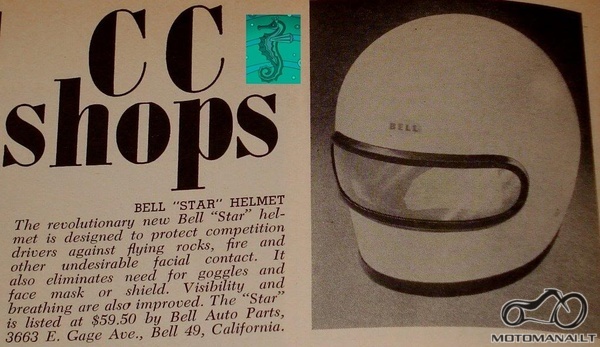 CC
shops
BELL "STAR" HELMET
The revolutionary new Bell "Star" hel-
met is designed to protect competition
drivers against flying rocks, fire and
other undesirable facial contact. It
also eliminates need for goggles and
face mask or shield. Visibility and
breathing are also improved. The "Star"
is listed at $59.50 by Bell Auto Parts,
3663 E. Gage Ave., Bell 49, California.
BELL
MOTOMANAI.LT